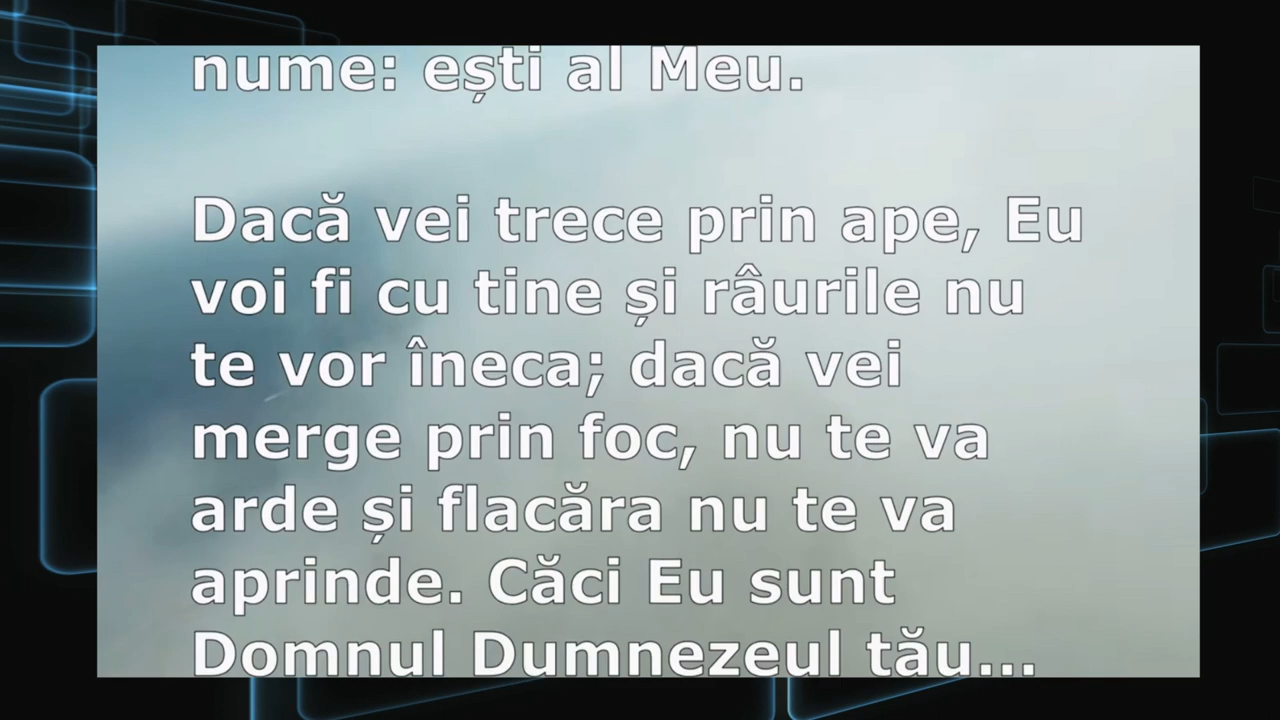 nume: ești al Meu.
Dacă vei trece prin ape, Eu
voi fi cu tine și râurile nu
te vor îneca; dacă vei
merge prin foc, nu te va
arde și flacăra nu te va
aprinde. Căci Eu sunt
Domnul Dumnezeul tău...